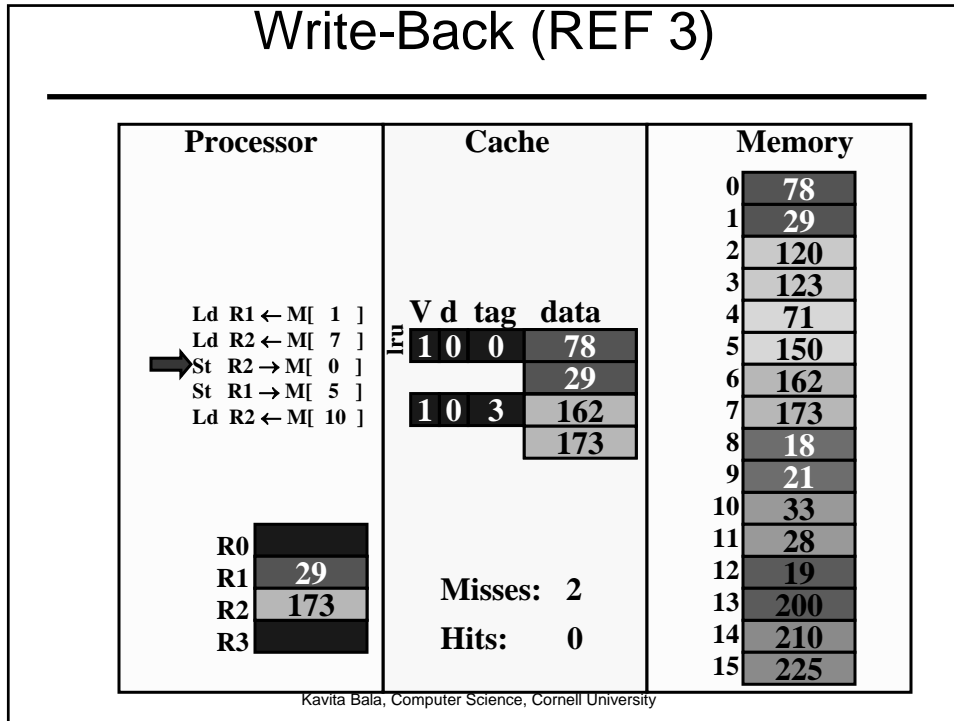 Write-Back (REF 3)
Processor
Ld R1 ← M[ 1 ]
Ld R2 ← M[ 7 ]
St R2 → M[ 0 ]
St R1 → M[ 5 ]
Ld R2 ← M[ 10 ]
R0
R1 29
R2 173
R3
Cache
V d tag data
lru 1 0 0 78
29
1 0 3 162
173
Misses: 2
Hits: 0
Memory
0 78
1 29
2 120
3 123
4 71
5 150
6 162
7 173
8 18
9 21
10 33
11 28
12 19
13 200
14 210
15 225
Kavita Bala, Computer Science, Cornell University